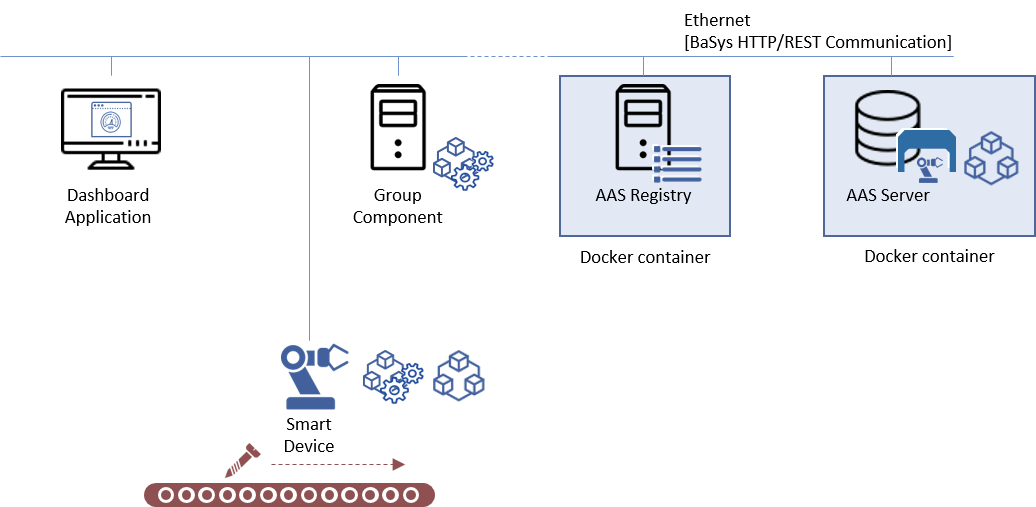 Ethernet
[BaSys HTTP/REST Communication]
Dashboard
Application
Group
Component
AAS Registry
AAS Server
Docker container
Docker container
Smart
Device